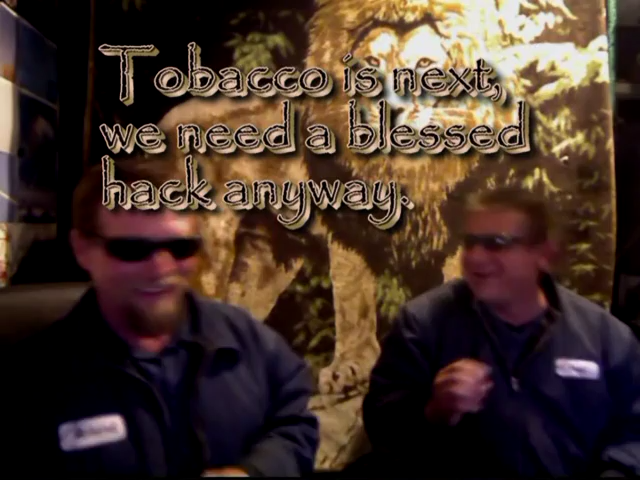 Tobacco is next,
we need a blessed
hack anyway.